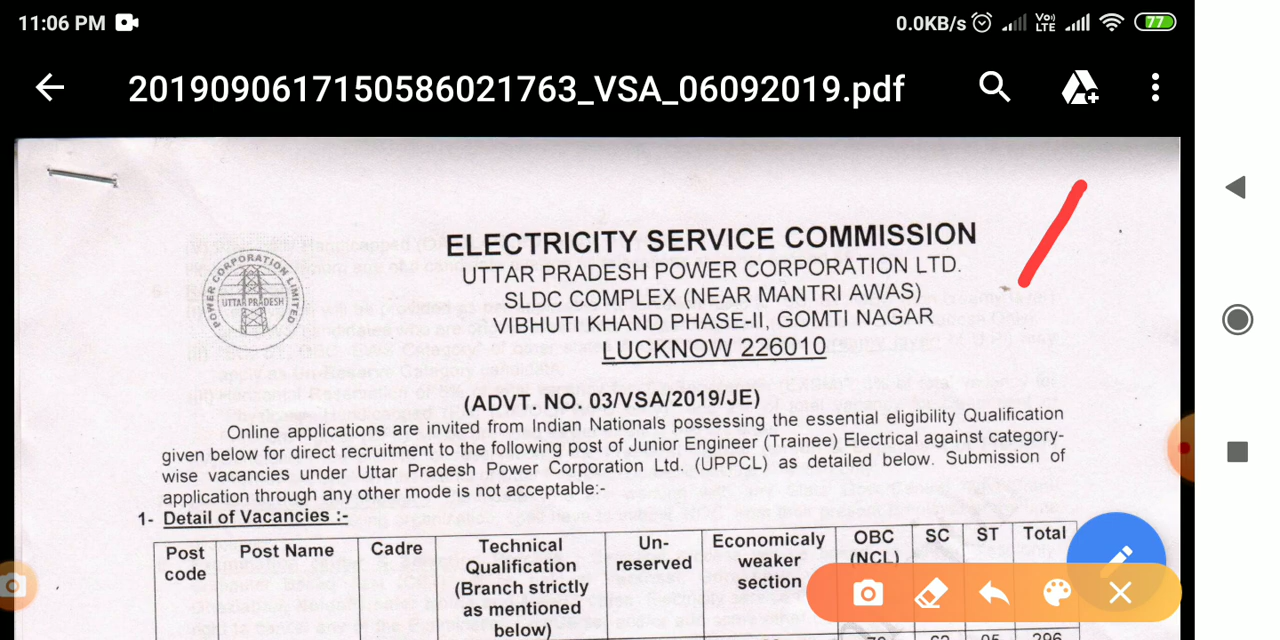 11:06 PM 0.0KB/s Vo)) LTE 77
2019090617150586021763_VSA_06092019.pdf
ELECTRICITY SERVICE COMMISSION
UTTAR PRADESH POWER CORPORATION LTD.
SLDC COMPLEX (NEAR MANTRI AWAS)
VIBHUTI KHAND PHASE-II, GOMTI NAGAR
LUCKNOW 226010
POWER CORPORATION LIMITED
UTTAR PRADESH
(ADVT. NO. 03/VSA/2019/JE)
Online applications are invited from Indian Nationals possessing the essential eligibility Qualification
given below for direct recruitment to the following post of Junior Engineer (Trainee) Electrical against category-
wise vacancies under Uttar Pradesh Power Corporation Ltd. (UPPCL) as detailed below. Submission of
application through any other mode is not acceptable:-
1- Detail of Vacancies :-
Post code
Post Name
Cadre
Technical Qualification (Branch strictly as mentioned below)
Un-reserved
Economicaly weaker section
OBC (NCL)
SC
ST
Total